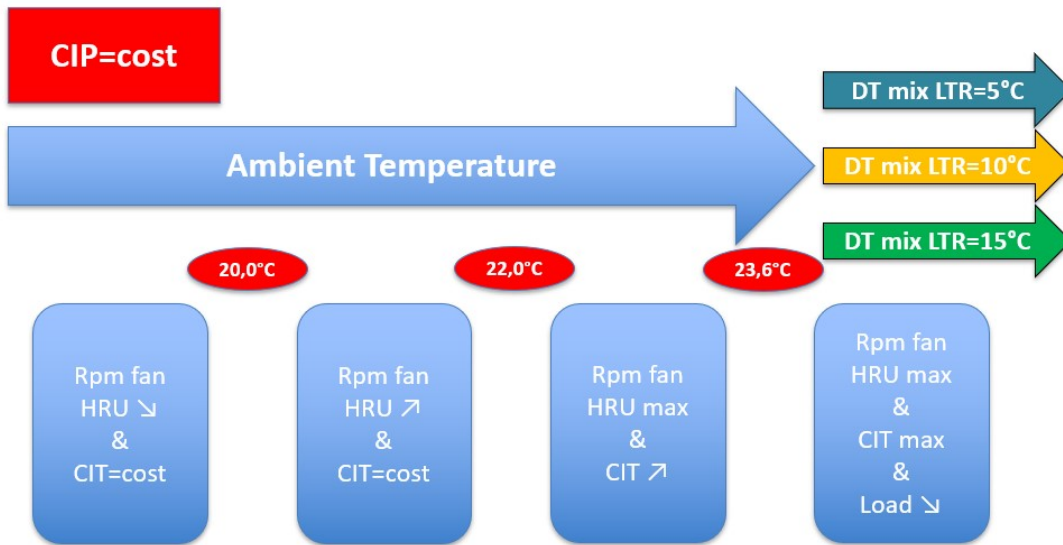 CIP=cost
DT mix LTR=5°C
Ambient Temperature
DT mix LTR=10°C
DT mix LTR=15°C
20,0°C
22,0°C
23,6°C
Rpm fan
HRU ↘
&
CIT=cost
Rpm fan
HRU ↗
&
CIT=cost
Rpm fan
HRU max
&
CIT ↗
Rpm fan
HRU max
&
CIT max
&
Load ↘